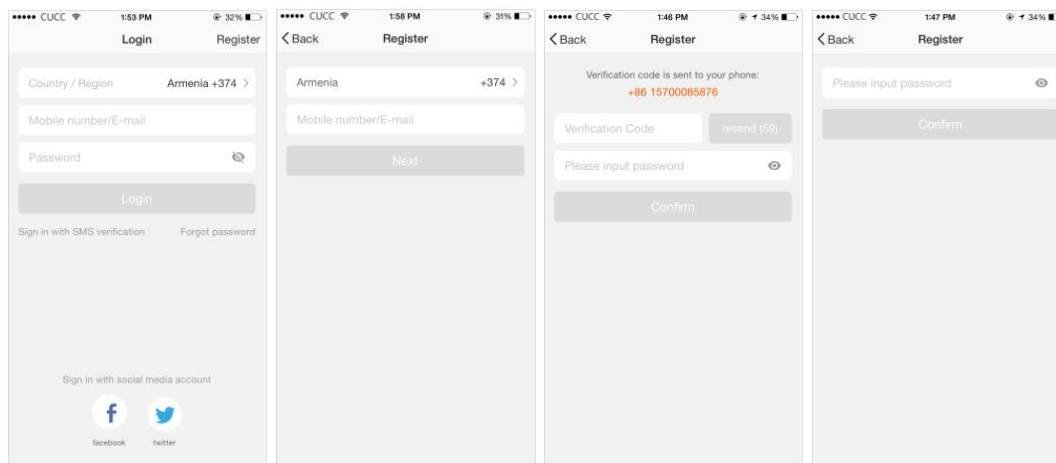 CUCC 1:53 PM 32%
Login Register
Country / Region Armenia +374 >
Mobile number/E-mail
Password
Login
Sign in with SMS verification Forgot password
Sign in with social media account
facebook twitter
CUCC 1:58 PM 31%
< Back Register
Armenia +374 >
Mobile number/E-mail
Next
CUCC 1:46 PM 34%
< Back Register
Verification code is sent to your phone:
+86 15700085876
Verification Code resend (59)
Please input password
Confirm
CUCC 1:47 PM 34%
< Back Register
Please input password
Confirm